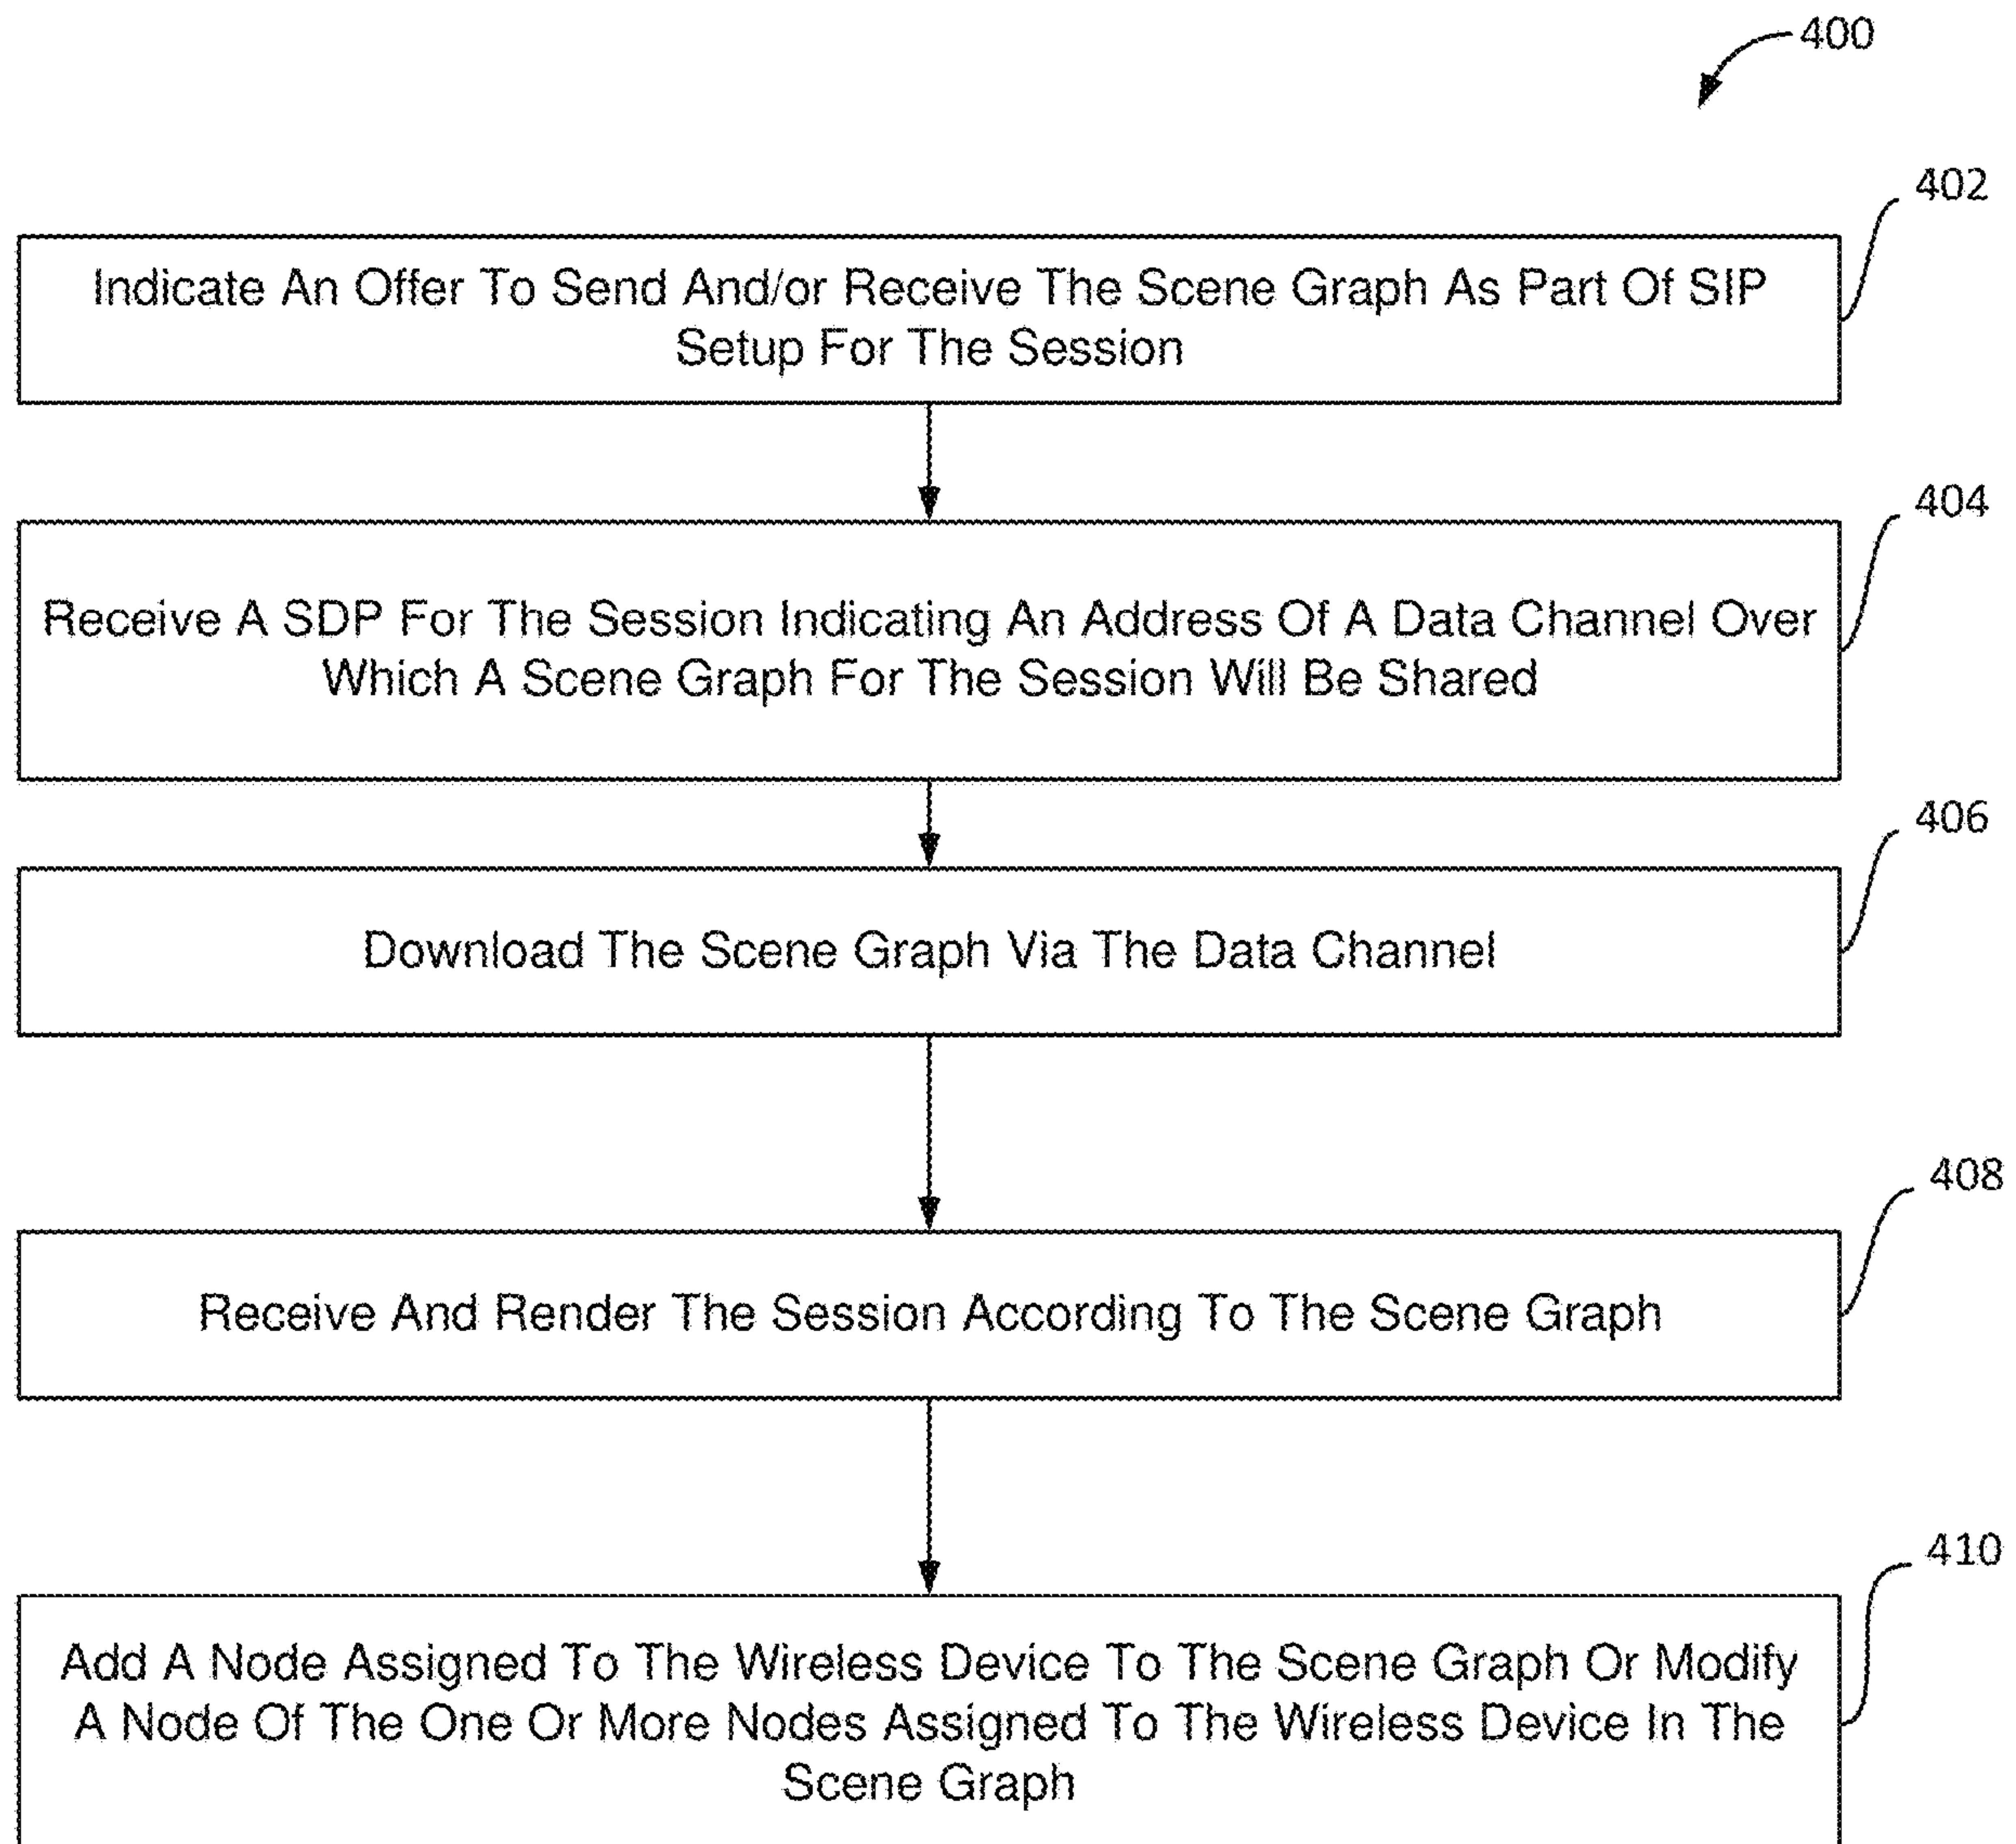 400
402
Indicate An Offer To Send And/or Receive The Scene Graph As Part Of SIP
Setup For The Session
404
Receive A SDP For The Session Indicating An Address Of A Data Channel Over
Which A Scene Graph For The Session Will Be Shared
406
Download The Scene Graph Via The Data Channel
408
Receive And Render The Session According To The Scene Graph
410
Add A Node Assigned To The Wireless Device To The Scene Graph Or Modify
A Node Of The One Or More Nodes Assigned To The Wireless Device In The
Scene Graph